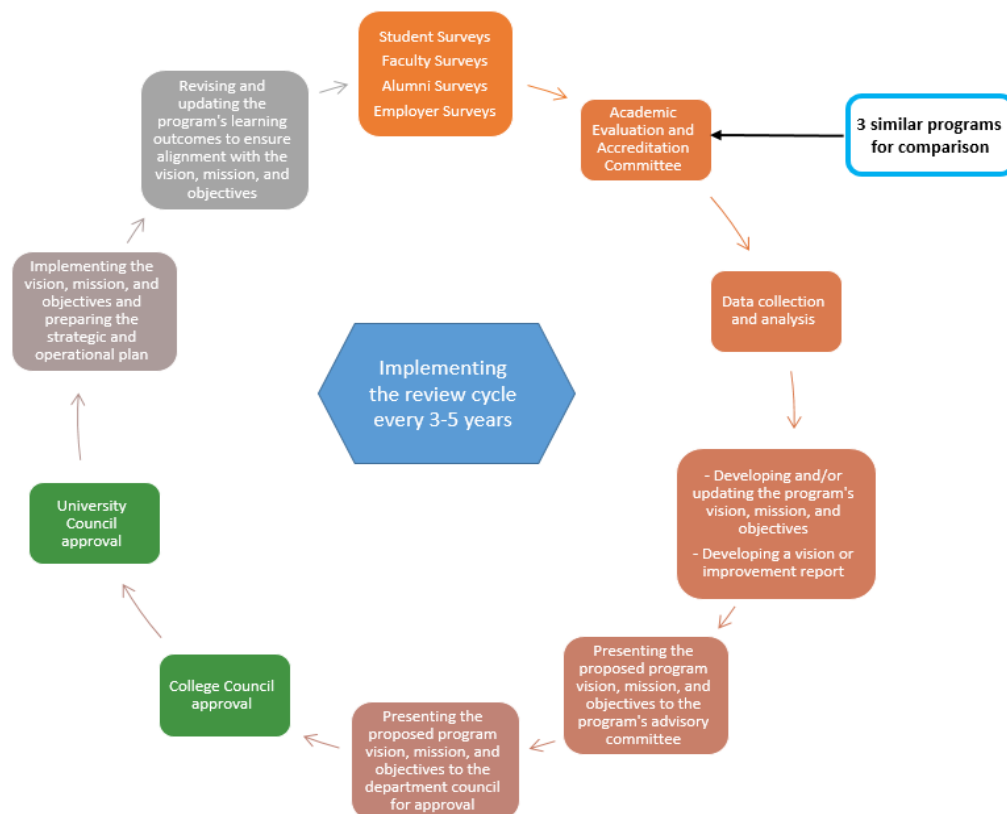 Student Surveys
Faculty Surveys
Alumni Surveys
Employer Surveys
Academic
Evaluation and
Accreditation
Committee
3 similar programs
for comparison
Data collection
and analysis
- Developing and/or
updating the program's
vision, mission, and
objectives
- Developing a vision or
improvement report
Presenting the
proposed program
vision, mission, and
objectives to the
program's advisory
committee
Presenting the
proposed program
vision, mission, and
objectives to the
department council
for approval
College Council
approval
University
Council
approval
Implementing the
vision, mission, and
objectives and
preparing the
strategic and
operational plan
Revising and
updating the
program's learning
outcomes to ensure
alignment with the
vision, mission, and
objectives
Implementing
the review cycle
every 3-5 years